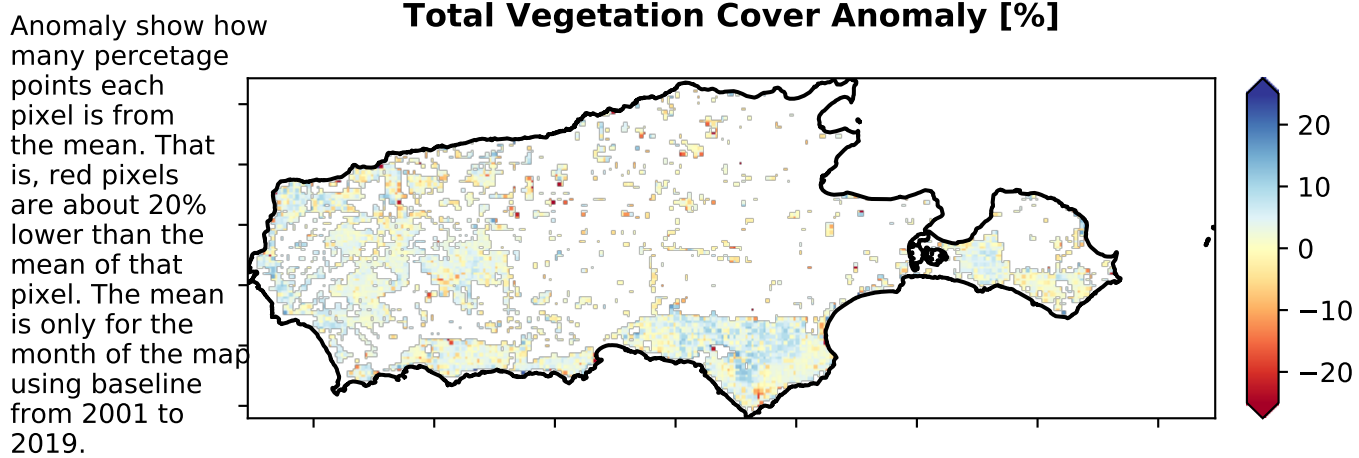 Total Vegetation Cover Anomaly [%]
Anomaly show how
many percetage
points each
pixel is from
the mean. That
is, red pixels
are about 20%
lower than the
mean of that
pixel. The mean
is only for the
month of the map
using baseline
from 2001 to
2019.
20
10
0
−10
−20